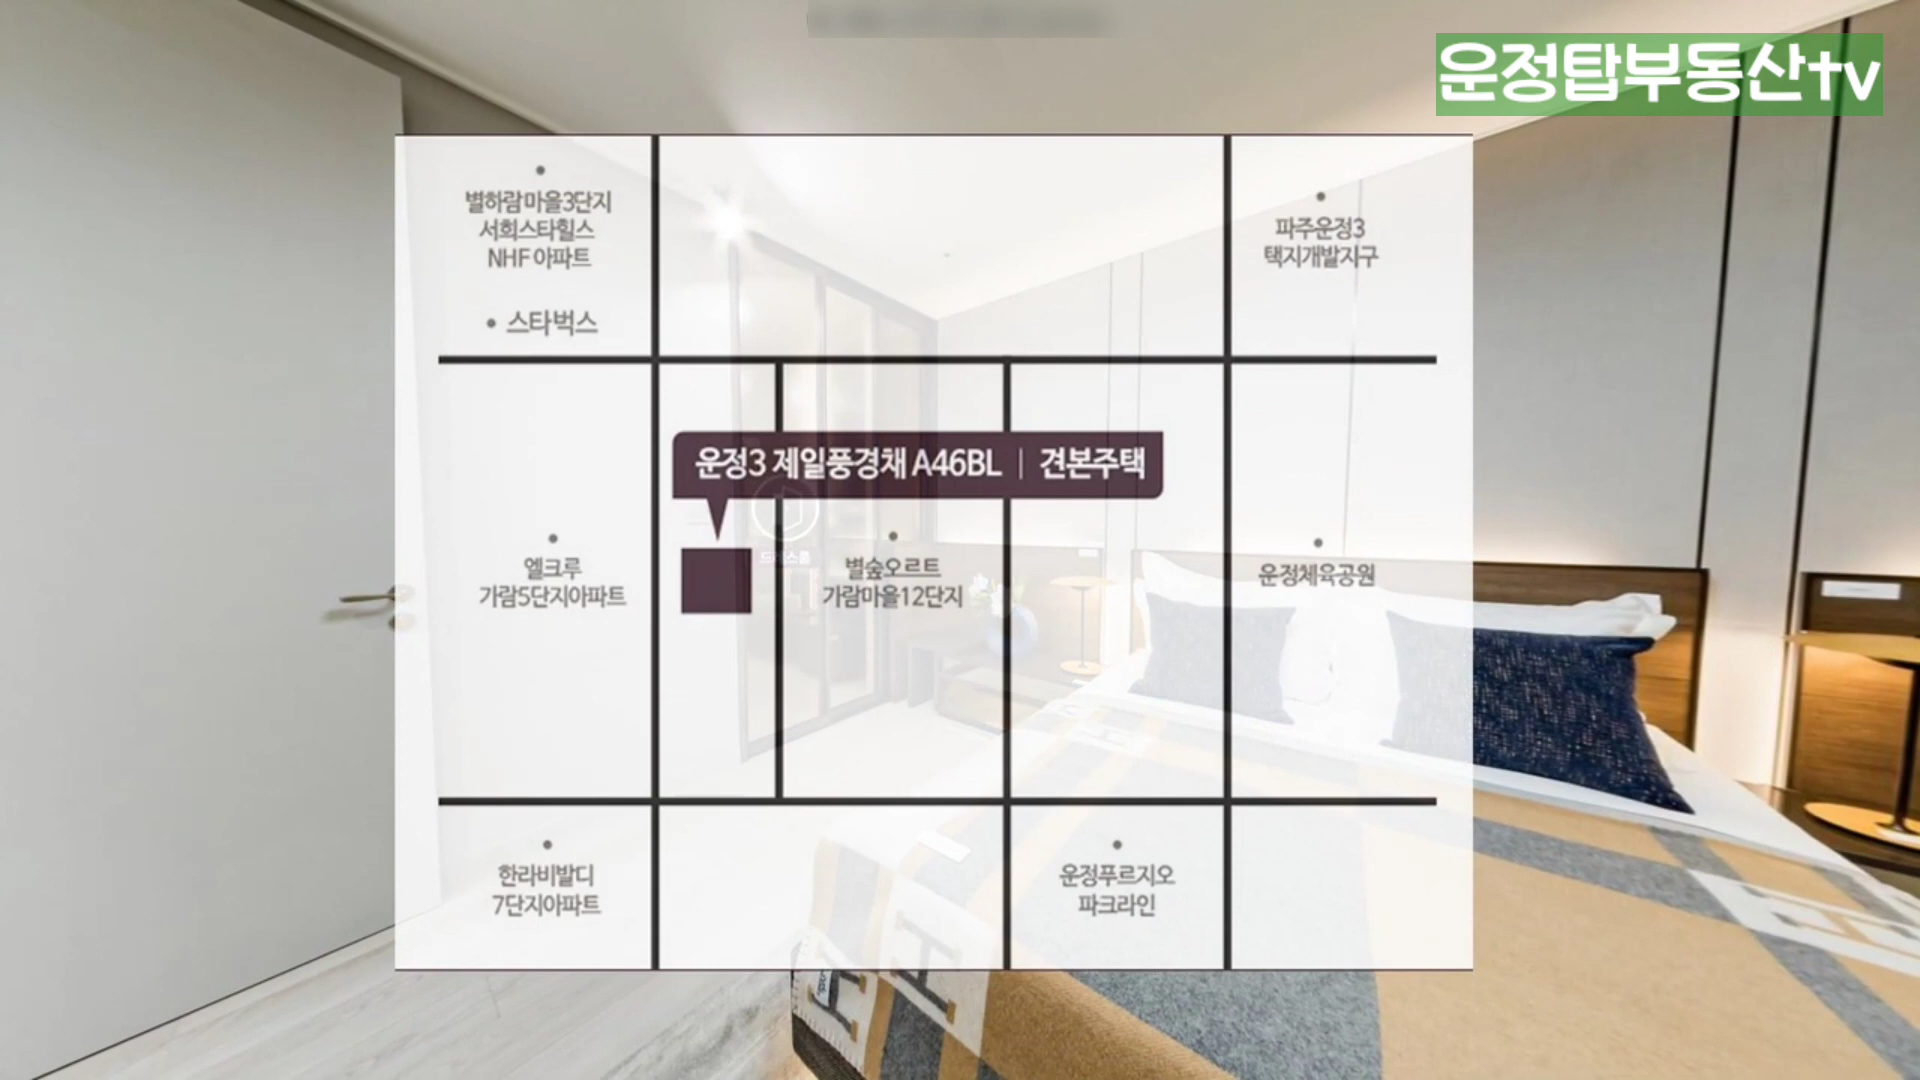 운정탑부동산tv
별하람마을3단지
서희스타힐스
NHF 아파트
• 스타벅스
파주운정3
택지개발지구
운정3 제일풍경채 A46BL | 견본주택
드레스룸
엘크루
가람5단지아파트
별숲오르트
가람마을12단지
운정체육공원
한라비발디
7단지아파트
운정푸르지오
파크라인